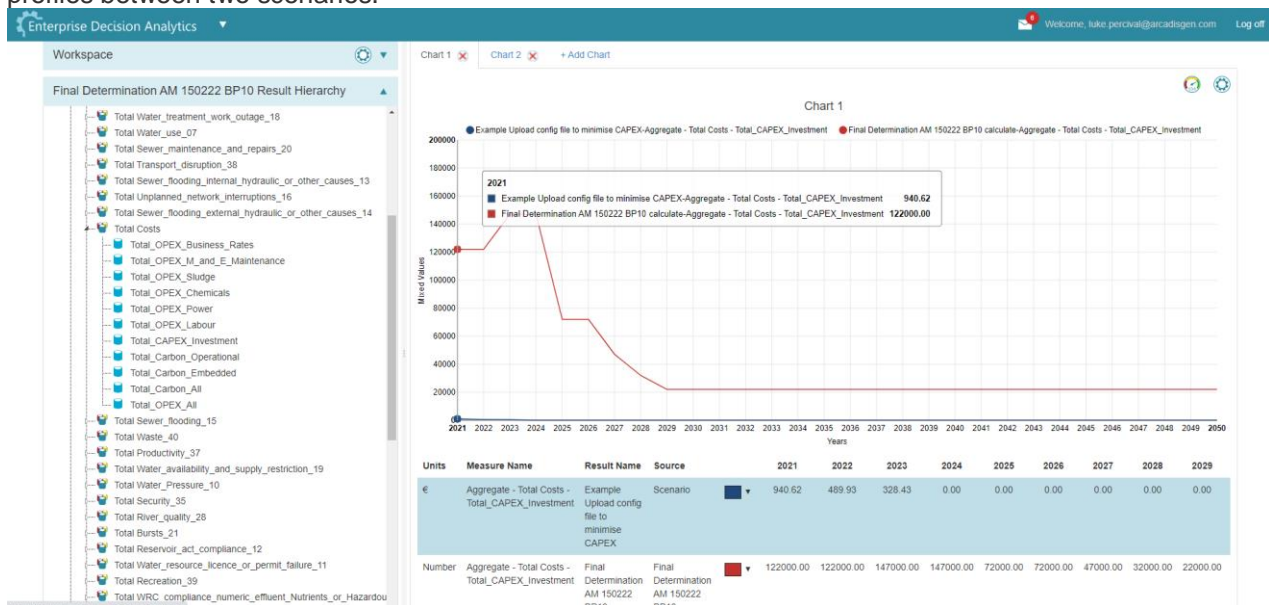 profiles between two scenarios.
Enterprise Decision Analytics
Welcome, luke.percival@arcadisgen.com Log off
Workspace
Final Determination AM 150222 BP10 Result Hierarchy
Total Water_treatment_work_outage_18
Total Water_use_07
Total Sewer_maintenance_and_repairs_20
Total Transport_disruption_38
Total Sewer_flooding_internal_hydraulic_or_other_causes_13
Total Unplanned_network_interruptions_16
Total Sewer_flooding_external_hydraulic_or_other_causes_14
Total Costs
Total_OPEX_Business_Rates
Total_OPEX_M_and_E_Maintenance
Total_OPEX_Sludge
Total_OPEX_Chemicals
Total_OPEX_Power
Total_OPEX_Labour
Total_CAPEX_Investment
Total_Carbon_Operational
Total_Carbon_Embedded
Total_Carbon_All
Total_OPEX_All
Total Sewer_flooding_15
Total Waste_40
Total Productivity_37
Total Water_availability_and_supply_restriction_19
Total Water_Pressure_10
Total Security_35
Total River_quality_28
Total Bursts_21
Total Reservoir_act_compliance_12
Total Water_resource_licence_or_permit_failure_11
Total Recreation_39
Total WRC_compliance_numeric_effluent_Nutrients_or_Hazardou
Chart 1 Chart 2 + Add Chart
Chart 1
Example Upload config file to minimise CAPEX-Aggregate - Total Costs - Total_CAPEX_Investment Final Determination AM 150222 BP10 calculate-Aggregate - Total Costs - Total_CAPEX_Investment
200000
180000
160000
140000
120000
100000
80000
60000
40000
20000
0
Mixed Values
2021
Example Upload config file to minimise CAPEX-Aggregate - Total Costs - Total_CAPEX_Investment 940.62
Final Determination AM 150222 BP10 calculate-Aggregate - Total Costs - Total_CAPEX_Investment 122000.00
2021 2022 2023 2024 2025 2026 2027 2028 2029 2030 2031 2032 2033 2034 2035 2036 2037 2038 2039 2040 2041 2042 2043 2044 2045 2046 2047 2048 2049 2050
Years
Units Measure Name Result Name Source 2021 2022 2023 2024 2025 2026 2027 2028 2029
€ Aggregate - Total Costs - Example Scenario 940.62 489.93 328.43 0.00 0.00 0.00 0.00 0.00 0.00
Total_CAPEX_Investment Upload config
file to
minimise
CAPEX
Number Aggregate - Total Costs - Final Final 122000.00 122000.00 147000.00 147000.00 72000.00 72000.00 47000.00 32000.00 22000.00
Total_CAPEX_Investment Determination Determination
AM 150222 AM 150222